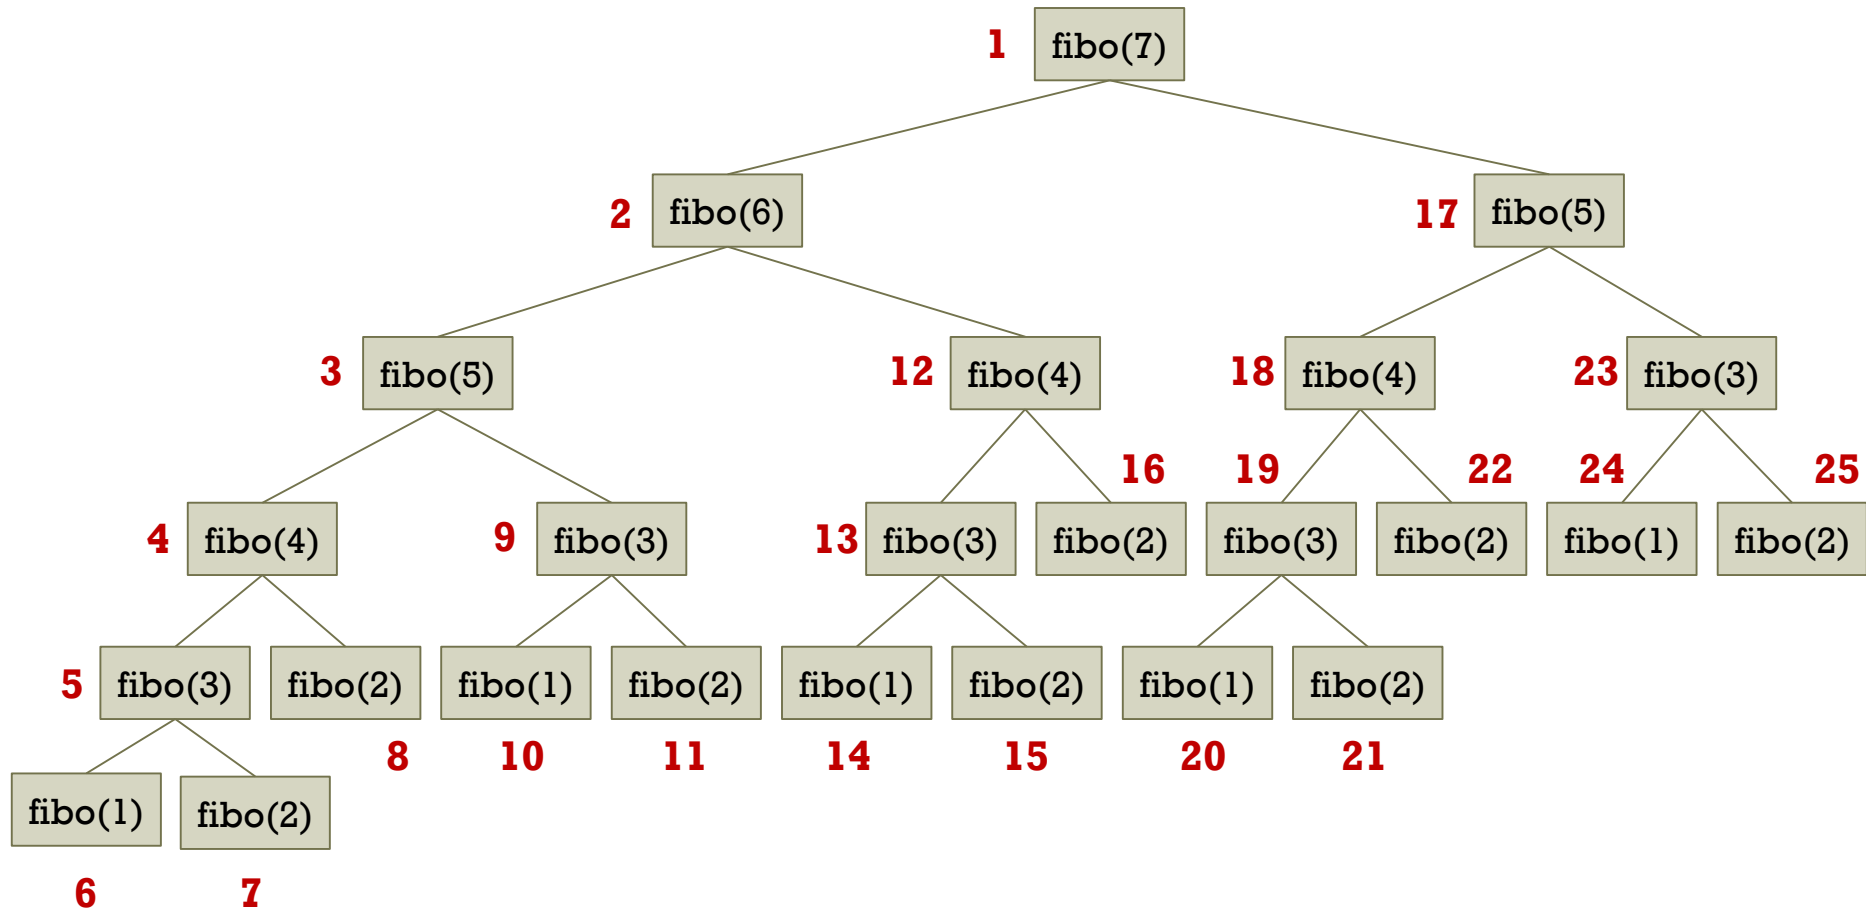 1 fibo(7)
2 fibo(6) 17 fibo(5)
3 fibo(5) 12 fibo(4) 18 fibo(4) 23 fibo(3)
16 19 22 24 25
4 fibo(4) 9 fibo(3) 13 fibo(3) fibo(2) fibo(3) fibo(2) fibo(1) fibo(2)
5 fibo(3) fibo(2) fibo(1) fibo(2) fibo(1) fibo(2) fibo(1) fibo(2)
8 10 11 14 15 20 21
fibo(1) fibo(2)
6 7